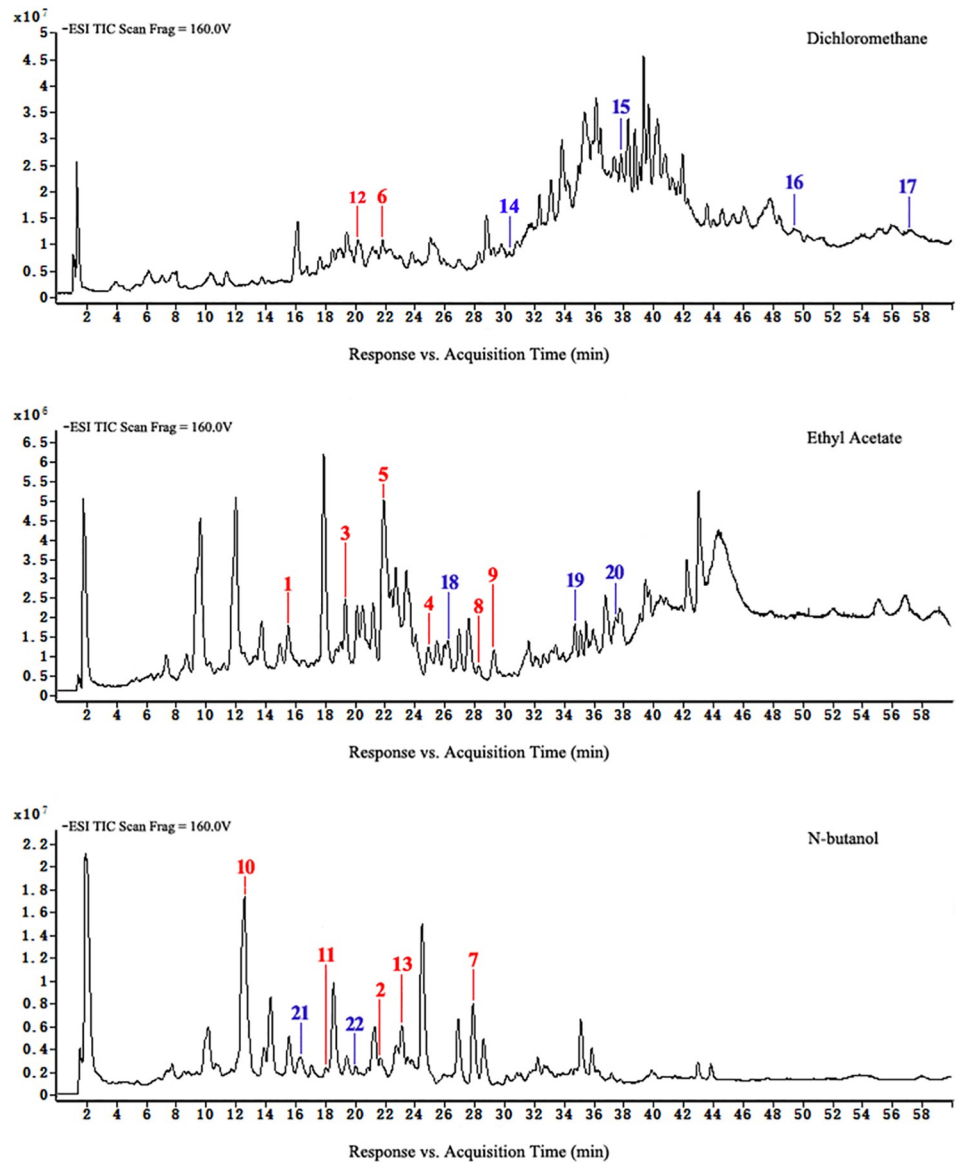 x10⁷
-ESI TIC Scan Frag = 160.0V
Dichloromethane
5
4.5
4
3.5
3
2.5
2
1.5
1
0.5
0
12 6 14 15 16 17
2 4 6 8 10 12 14 16 18 20 22 24 26 28 30 32 34 36 38 40 42 44 46 48 50 52 54 56 58
Response vs. Acquisition Time (min)
x10⁶
-ESI TIC Scan Frag = 160.0V
Ethyl Acetate
6.5
6
5.5
5
4.5
4
3.5
3
2.5
2
1.5
1
0.5
0
1 3 5 4 18 8 9 19 20
2 4 6 8 10 12 14 16 18 20 22 24 26 28 30 32 34 36 38 40 42 44 46 48 50 52 54 56 58
Response vs. Acquisition Time (min)
x10⁷
-ESI TIC Scan Frag = 160.0V
N-butanol
2.2
2
1.8
1.6
1.4
1.2
1
0.8
0.6
0.4
0.2
0
10 21 11 22 2 13 7
2 4 6 8 10 12 14 16 18 20 22 24 26 28 30 32 34 36 38 40 42 44 46 48 50 52 54 56 58
Response vs. Acquisition Time (min)